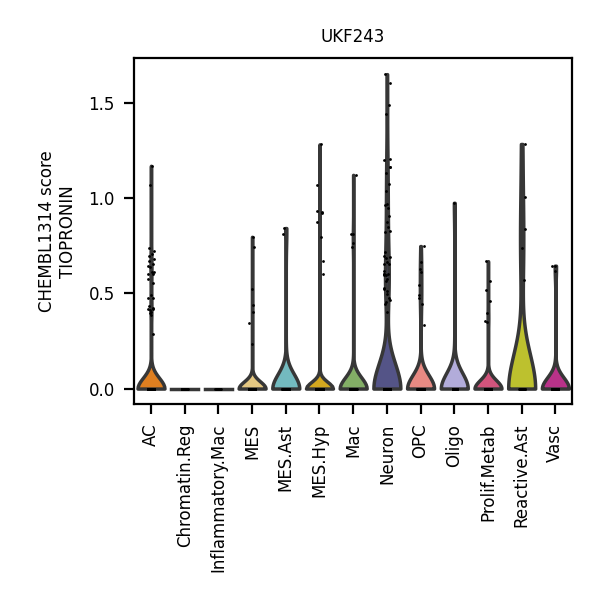 UKF243
CHEMBL1314 score
TIOPRONIN
1.5
1.0
0.5
0.0
AC
Chromatin.Reg
Inflammatory.Mac
MES
MES.Ast
MES.Hyp
Mac
Neuron
OPC
Oligo
Prolif.Metab
Reactive.Ast
Vasc